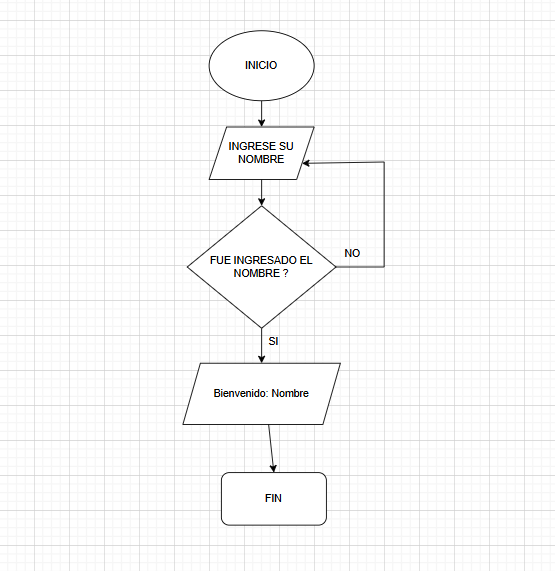 INICIO
INGRESE SU
NOMBRE
FUE INGRESADO EL
NOMBRE ?
NO
SI
Bienvenido: Nombre
FIN